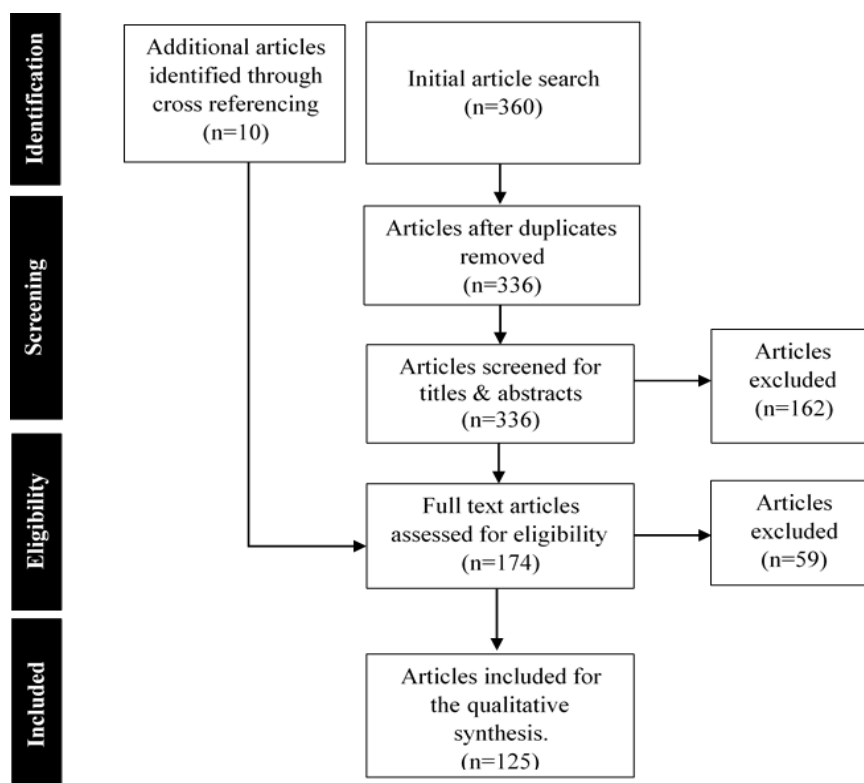 Identification
Additional articles
identified through
cross referencing
(n=10)
Initial article search
(n=360)
Screening
Articles after duplicates
removed
(n=336)
Articles screened for
titles & abstracts
(n=336)
Articles
excluded
(n=162)
Eligibility
Full text articles
assessed for eligibility
(n=174)
Articles
excluded
(n=59)
Included
Articles included for
the qualitative
synthesis.
(n=125)